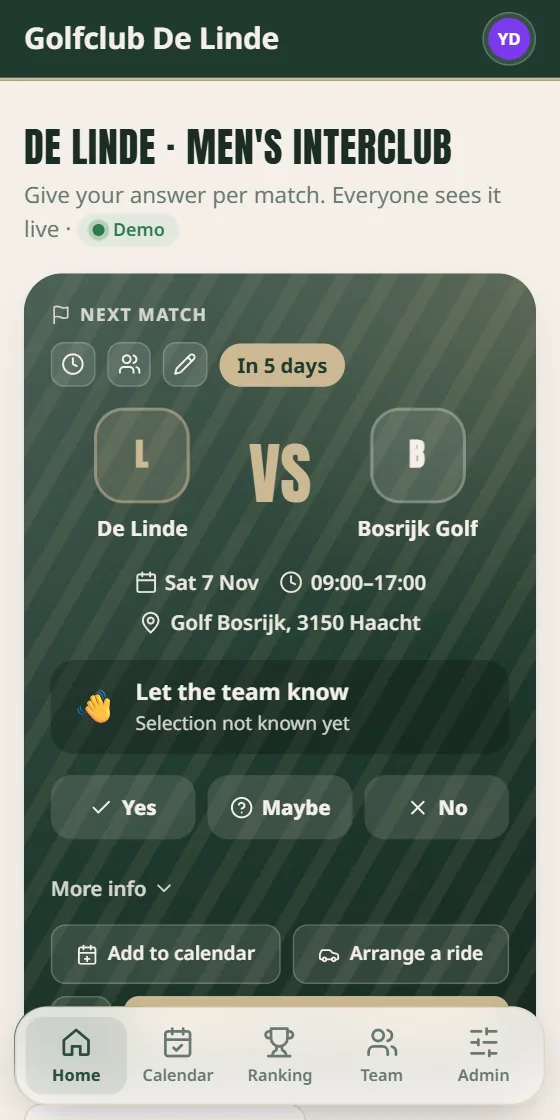 Golfclub De Linde
YD
DE LINDE · MEN'S INTERCLUB
Give your answer per match. Everyone sees it
live · Demo
NEXT MATCH
In 5 days
L
VS
B
De Linde
Bosrijk Golf
Sat 7 Nov 09:00–17:00
Golf Bosrijk, 3150 Haacht
Let the team know
Selection not known yet
Yes
Maybe
No
More info
Add to calendar
Arrange a ride
Home
Calendar
Ranking
Team
Admin